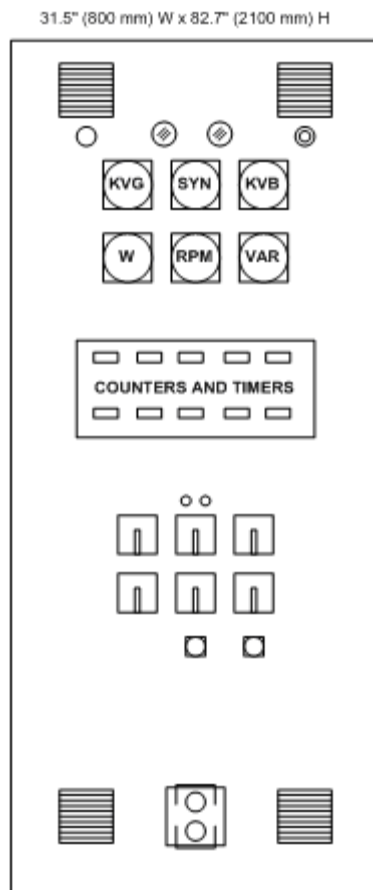 31.5" (800 mm) W x 82.7" (2100 mm) H
KVG SYN KVB
W RPM VAR
COUNTERS AND TIMERS